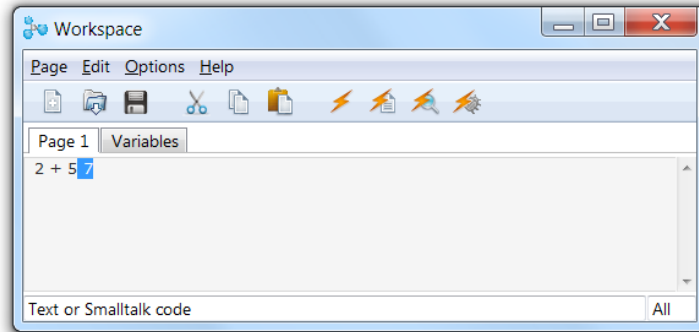 Workspace
Page Edit Options Help
Page 1 Variables
2 + 5 7
Text or Smalltalk code All